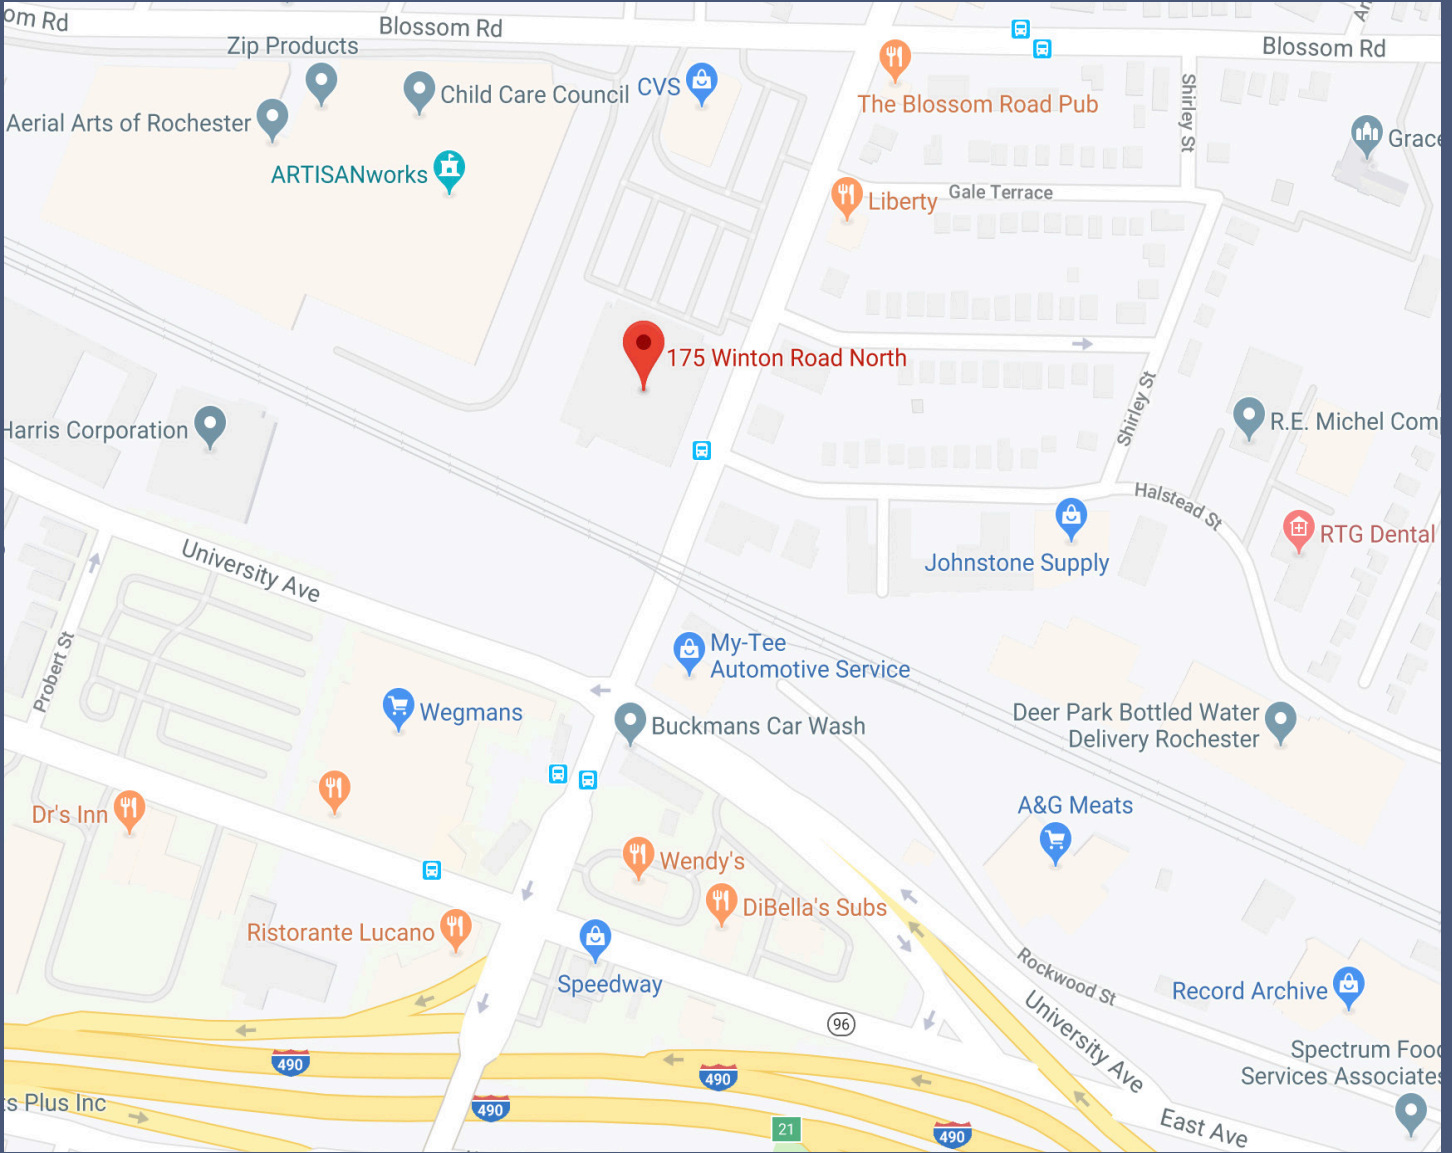 om Rd
Blossom Rd
Blossom Rd
Zip Products
Child Care Council
CVS
The Blossom Road Pub
Shirley St
Aerial Arts of Rochester
Grace
ARTISANworks
Liberty
Gale Terrace
175 Winton Road North
Shirley St
Harris Corporation
R.E. Michel Com
Halstead St
RTG Dental
University Ave
Johnstone Supply
Probert St
My-Tee
Automotive Service
Wegmans
Buckmans Car Wash
Deer Park Bottled Water
Delivery Rochester
Dr's Inn
A&G Meats
Wendy's
DiBella's Subs
Ristorante Lucano
Speedway
Rockwood St
Record Archive
96
University Ave
490
490
490
490
Spectrum Food
Services Associates
s Plus Inc
21
East Ave